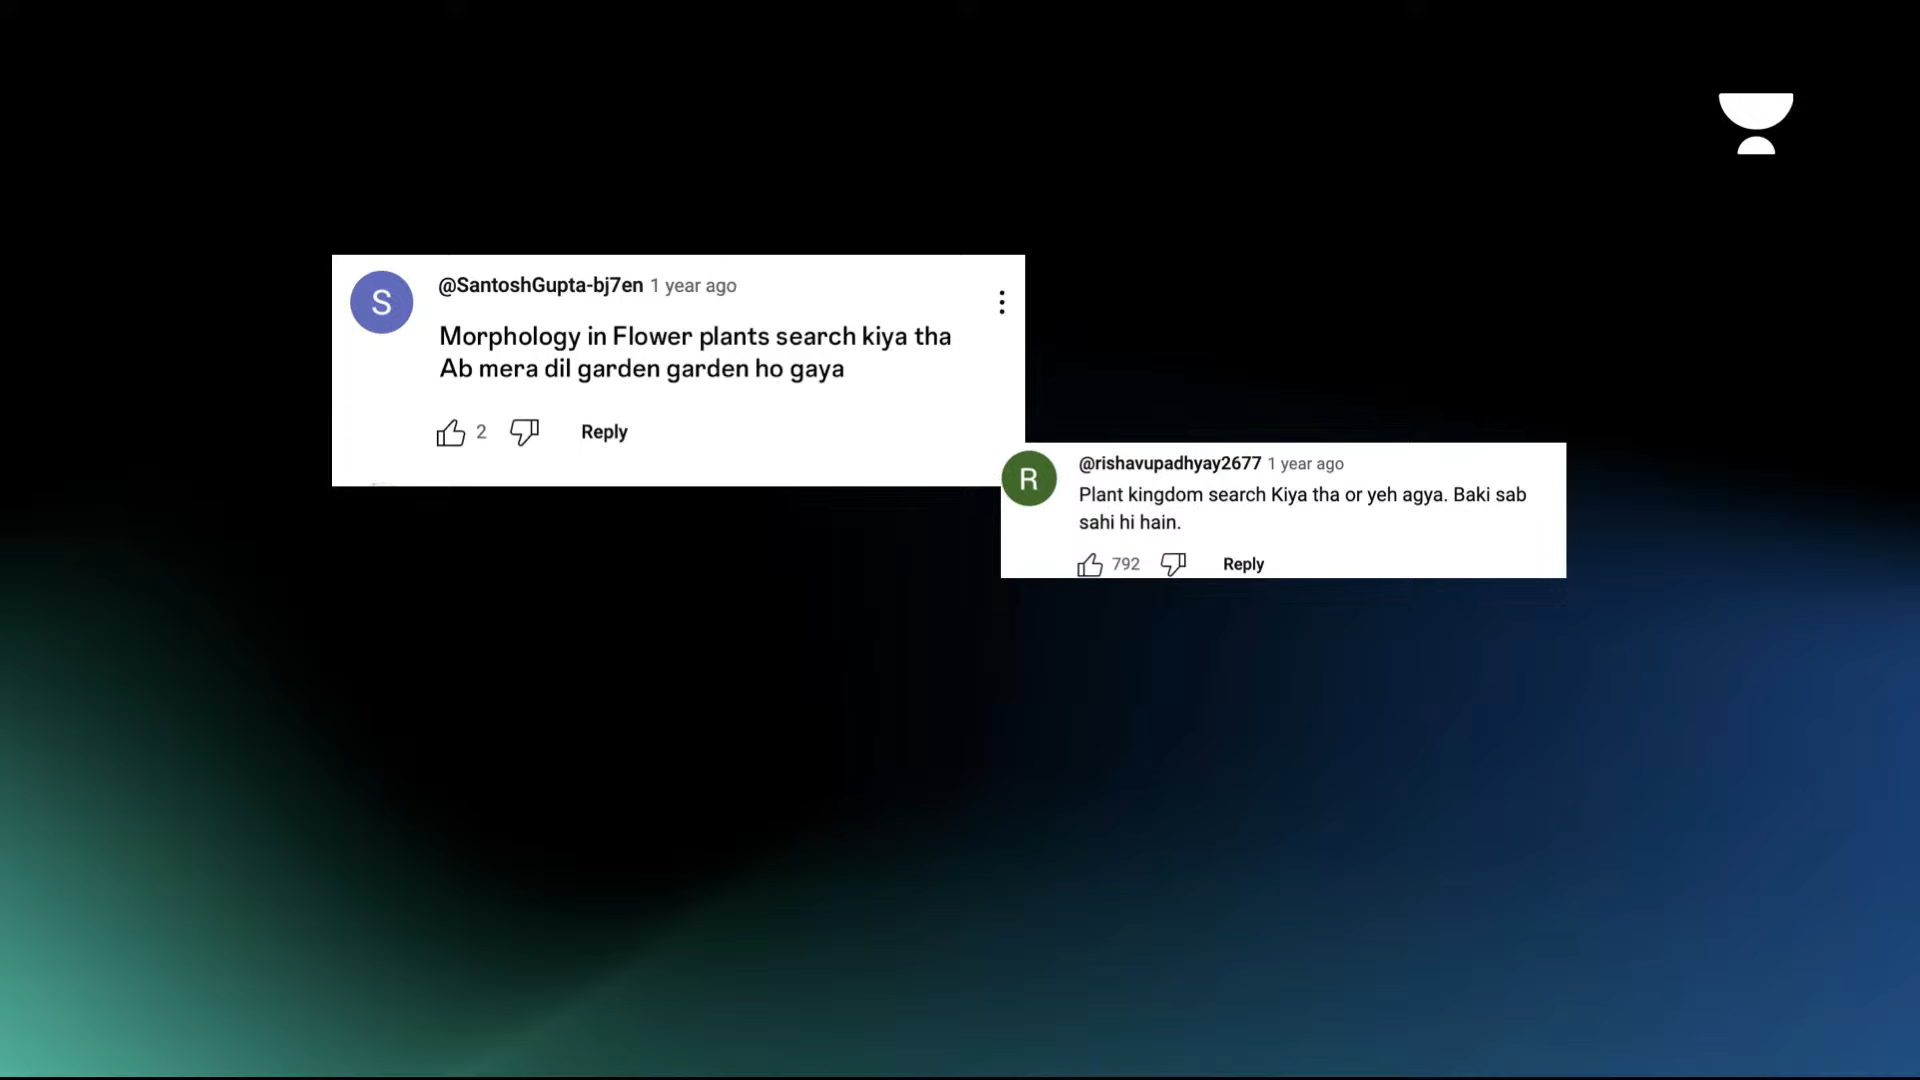 S
@SantoshGupta-bj7en 1 year ago
Morphology in Flower plants search kiya tha
Ab mera dil garden garden ho gaya
2 Reply
R
@rishavupadhyay2677 1 year ago
Plant kingdom search Kiya tha or yeh agya. Baki sab
sahi hi hain.
792 Reply